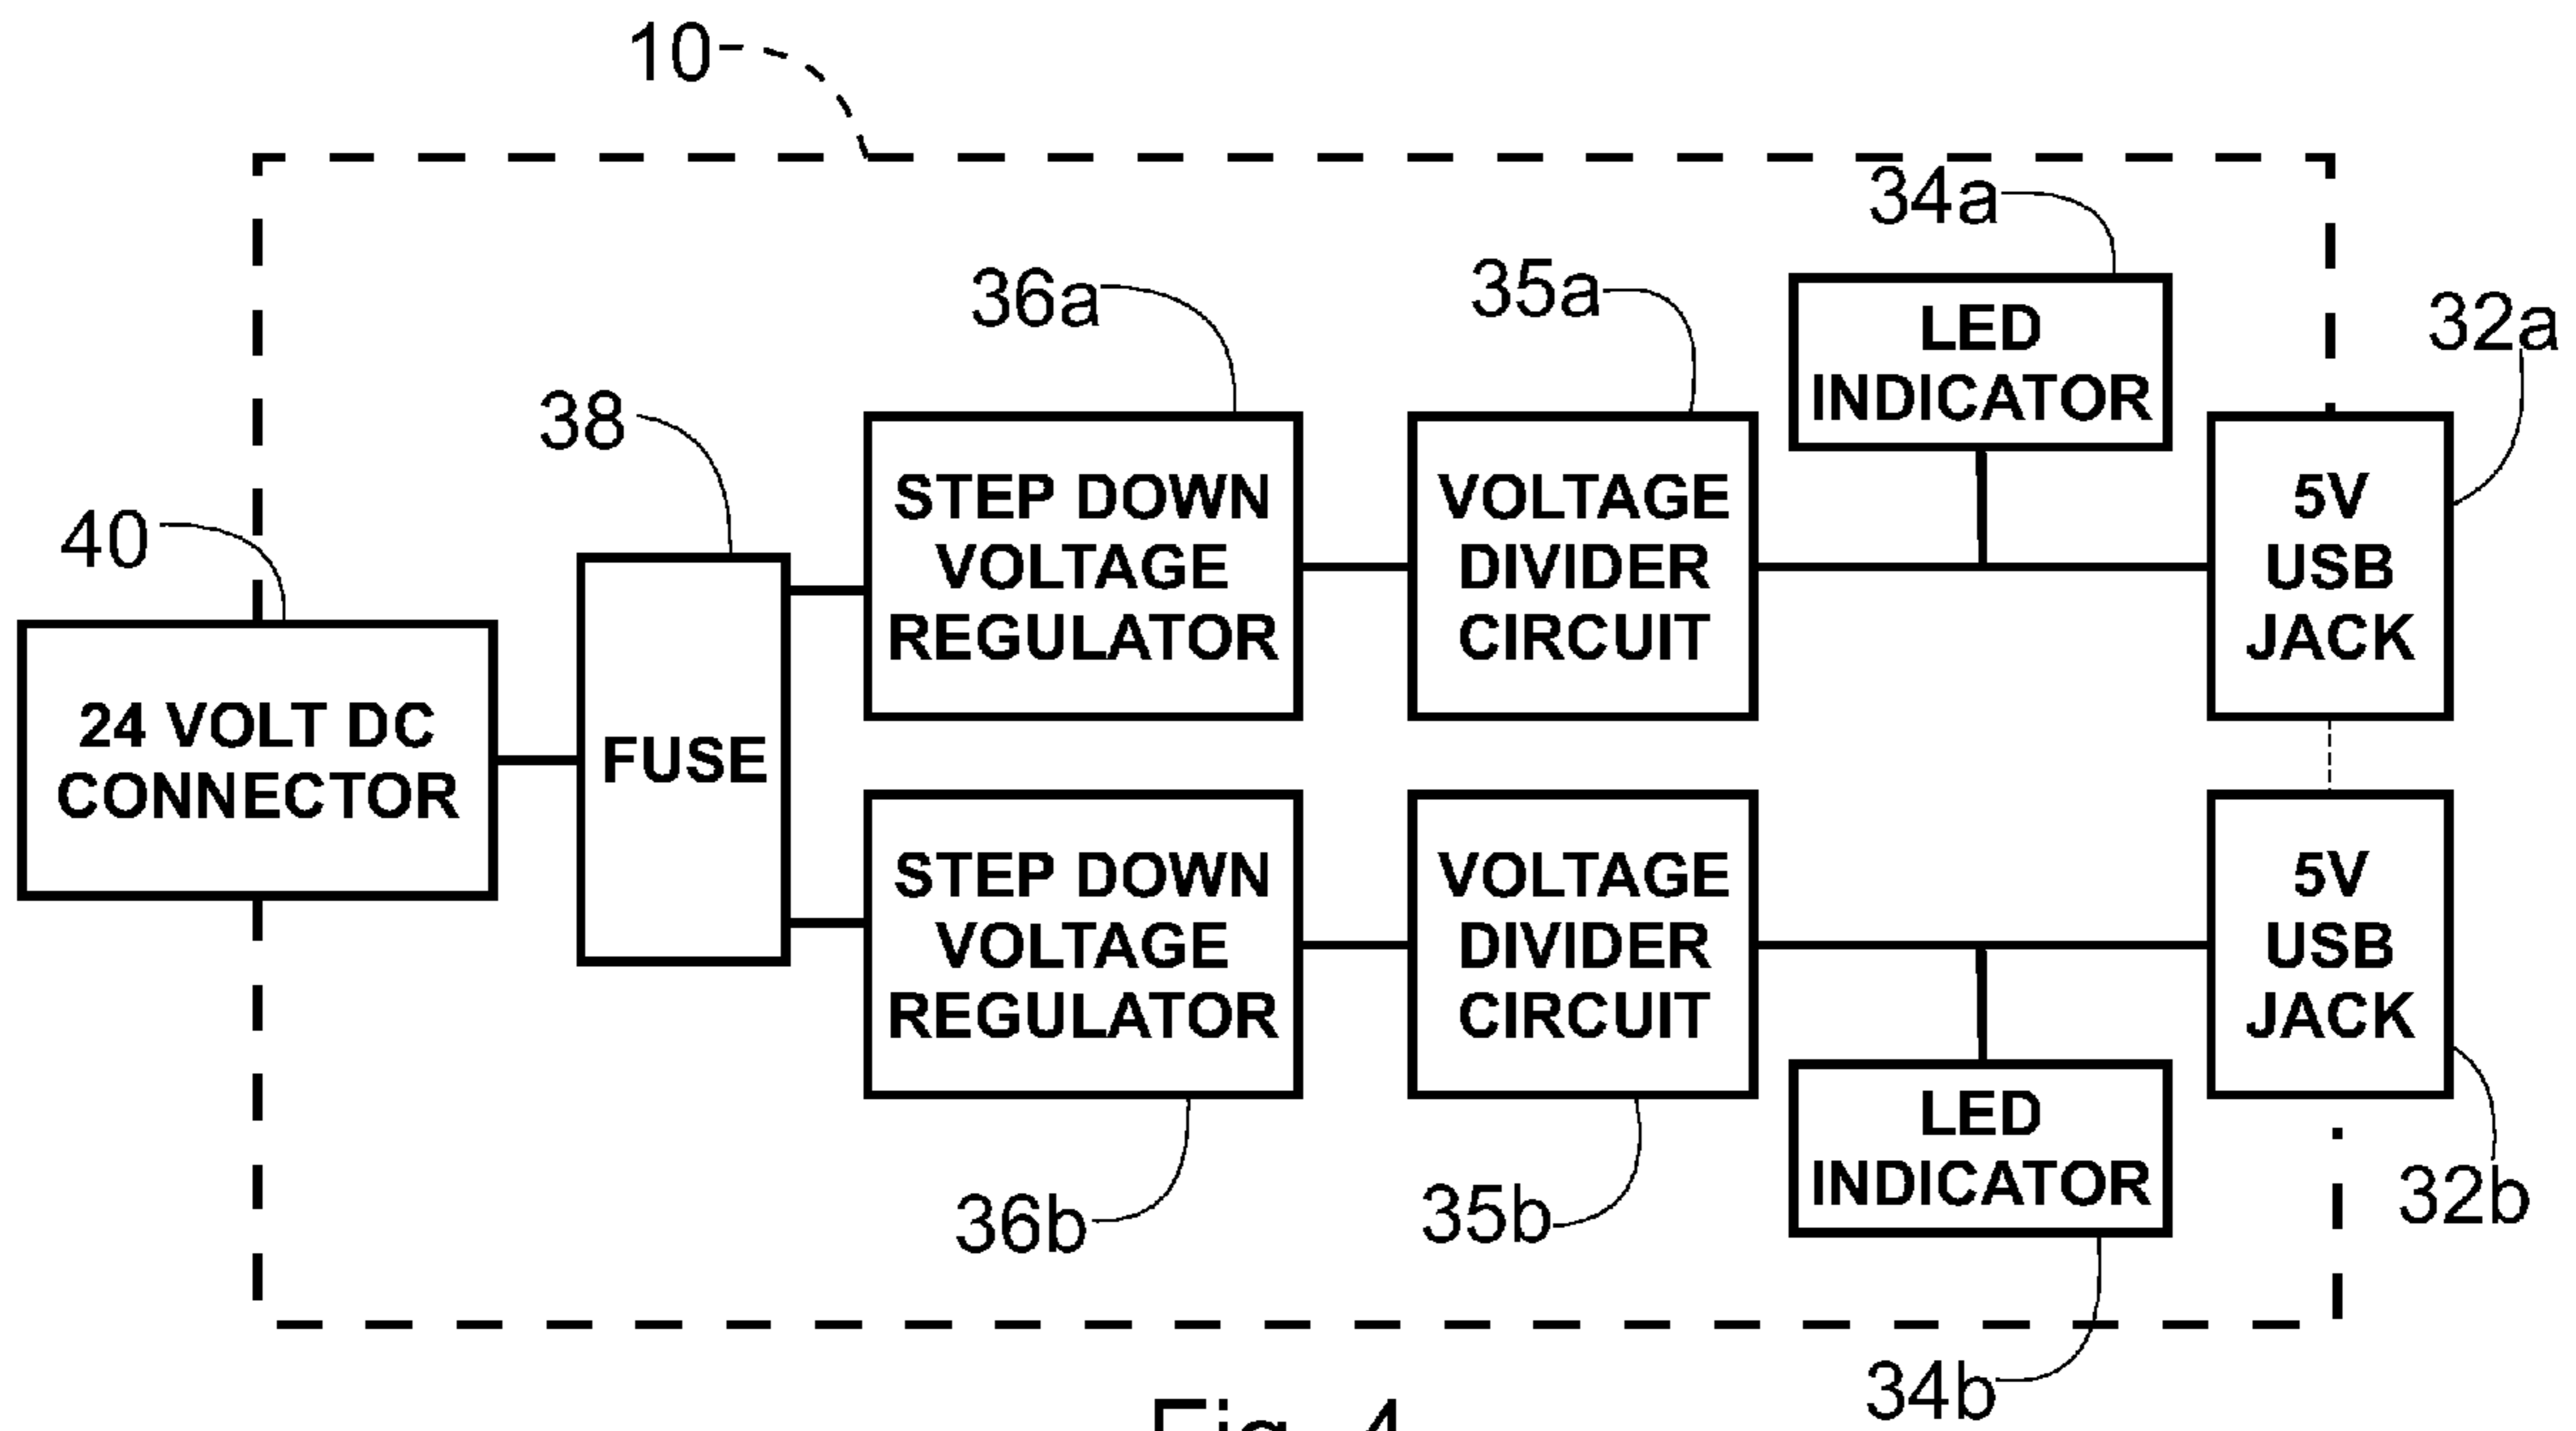 10
34a
LED
INDICATOR
36a
35a
32a
38
STEP DOWN
VOLTAGE
REGULATOR
VOLTAGE
DIVIDER
CIRCUIT
5V
USB
JACK
40
24 VOLT DC
CONNECTOR
FUSE
STEP DOWN
VOLTAGE
REGULATOR
VOLTAGE
DIVIDER
CIRCUIT
5V
USB
JACK
LED
INDICATOR
36b
35b
32b
34b
Fig. 4